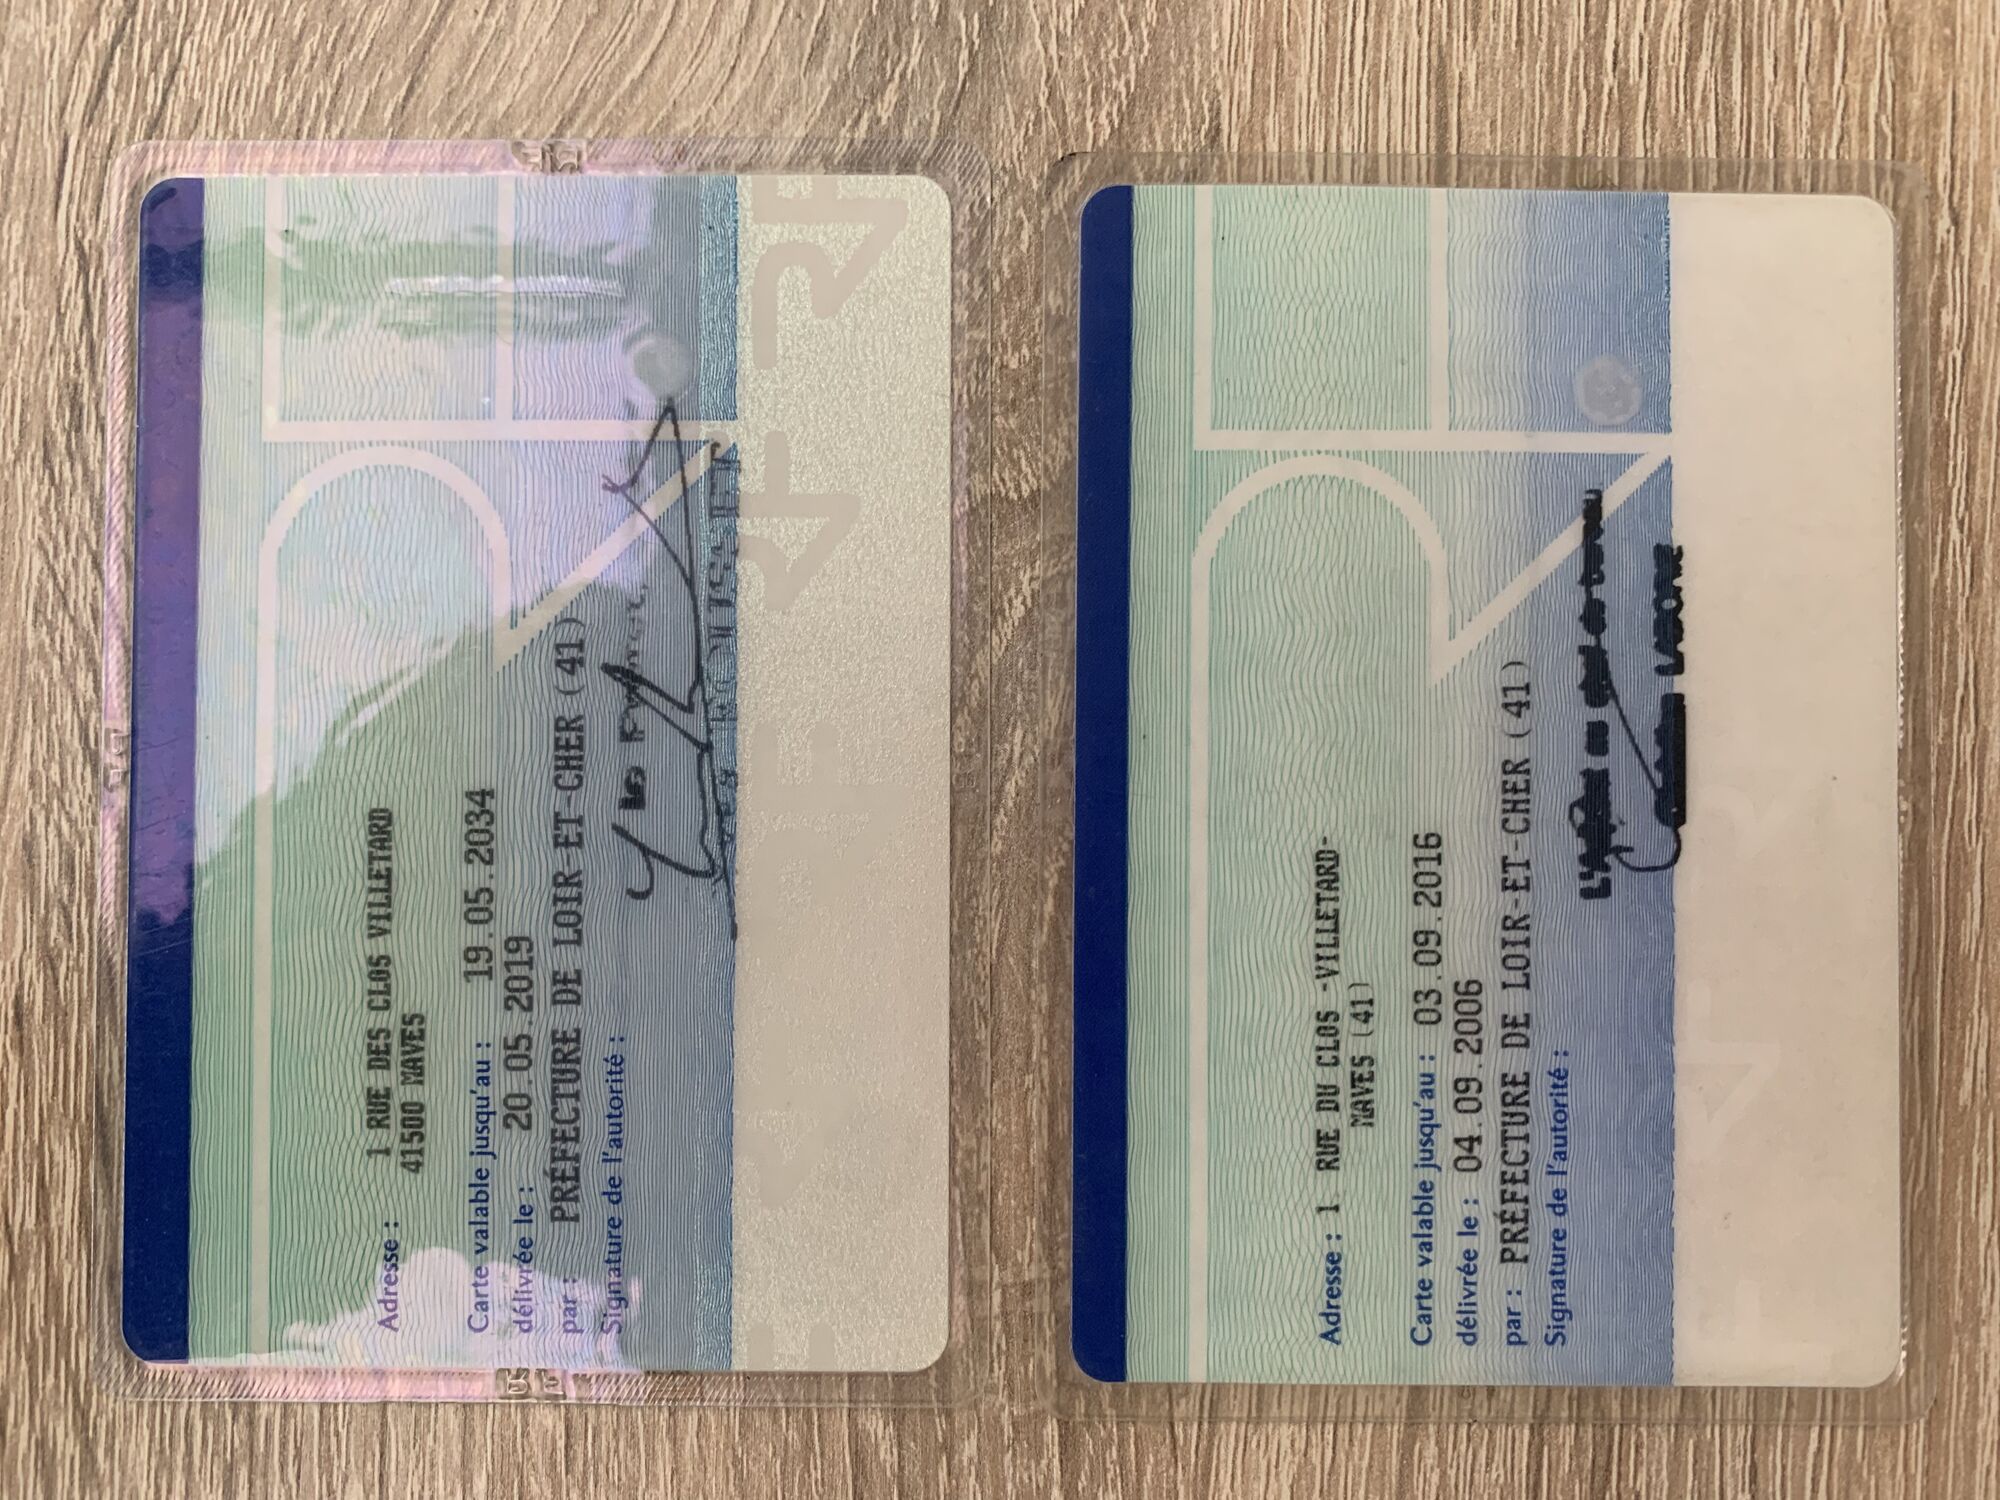 Adresse : 1 RUE DES CLOS VILLETARD
41500 MAVES
Carte valable jusqu'au : 19.05.2034
délivrée le : 20.05.2019
par : PRÉFECTURE DE LOIR-ET-CHER (41)
Signature de l'autorité :
Adresse : 1 RUE DU CLOS -VILLETARD-
MAVES (41)
Carte valable jusqu'au : 03.09.2016
délivrée le : 04.09.2006
par : PRÉFECTURE DE LOIR-ET-CHER (41)
Signature de l'autorité :